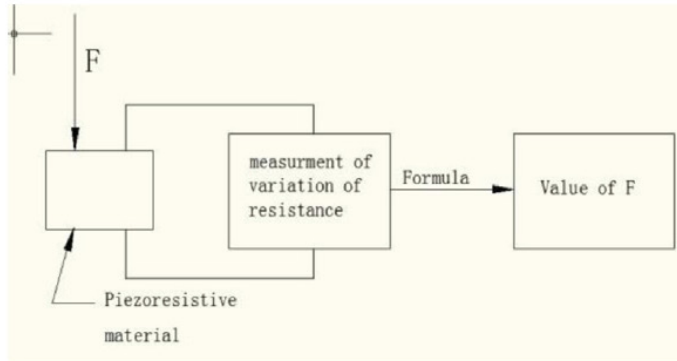 F
measurment of
variation of
resistance
Formula
Value of F
Piezoresistive
material